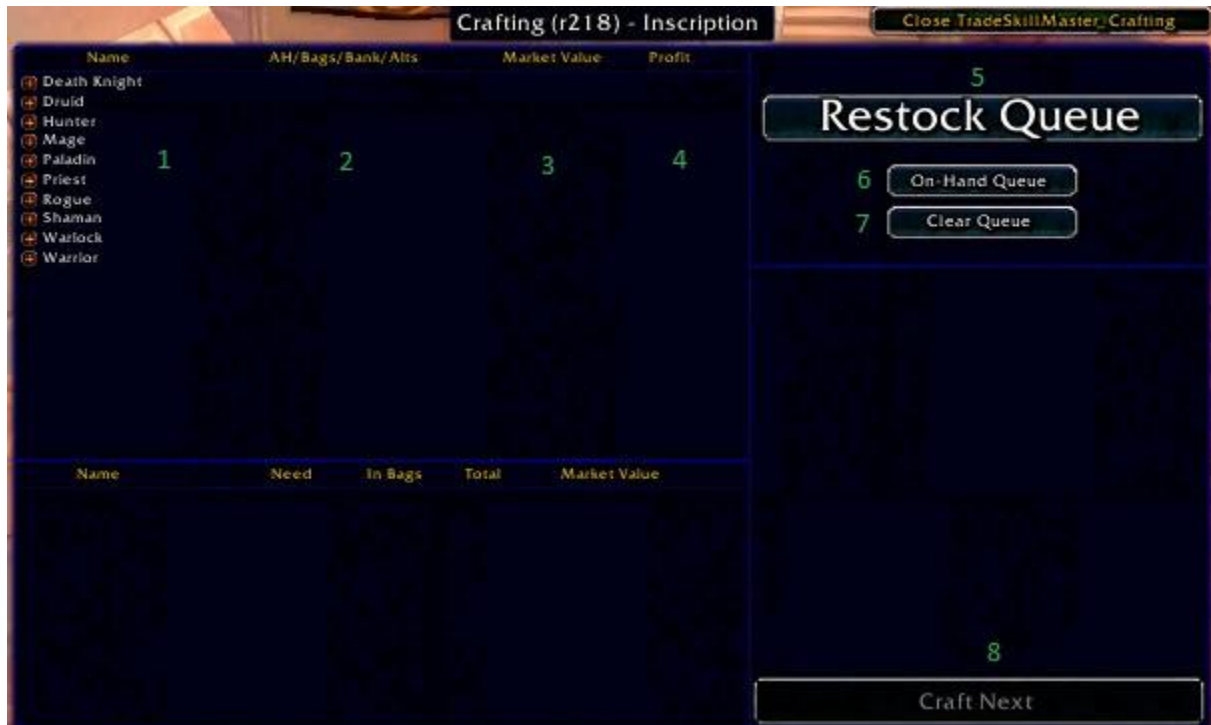 Crafting (r218) - Inscription
Close TradeSkillMaster_Crafting
Name AH/Bags/Bank/Alts Market Value Profit
Death Knight
Druid
Hunter
Mage
Paladin
Priest
Rogue
Shaman
Warlock
Warrior
1 2 3 4
5
Restock Queue
6 On-Hand Queue
7 Clear Queue
Name Need In Bags Total Market Value
8
Craft Next